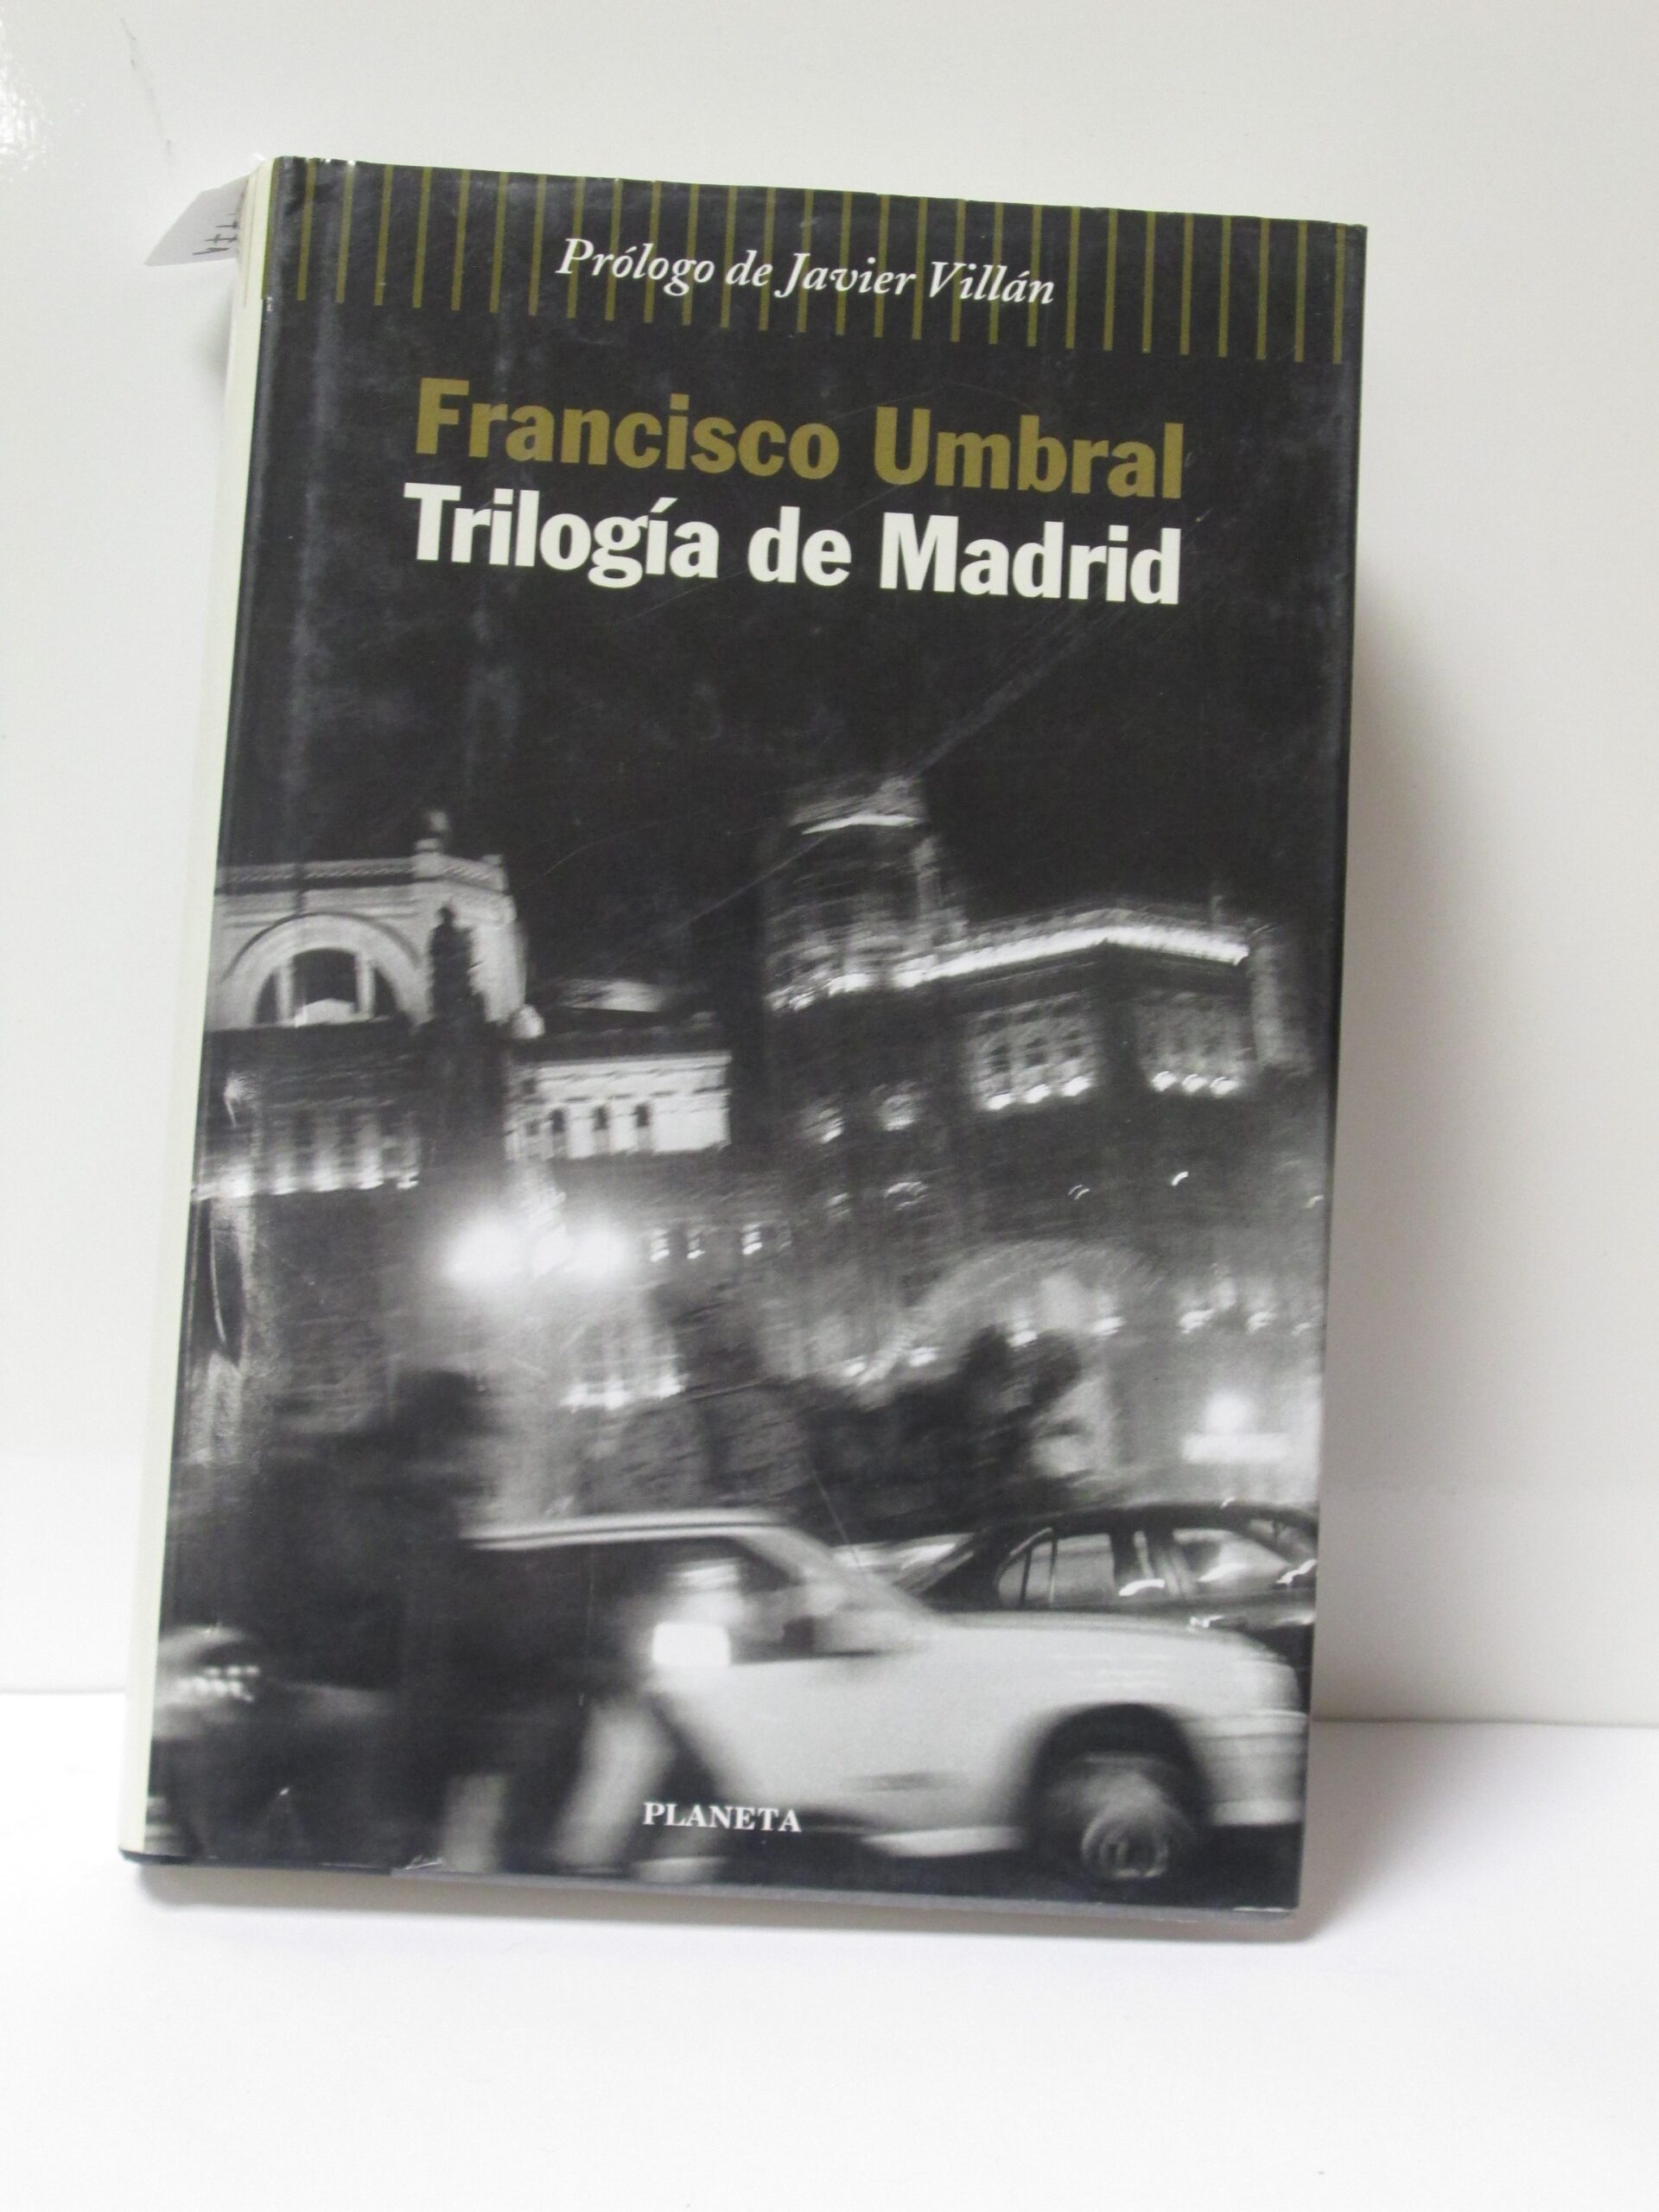 Prólogo de Javier Villán
Francisco Umbral
Trilogía de Madrid
PLANETA